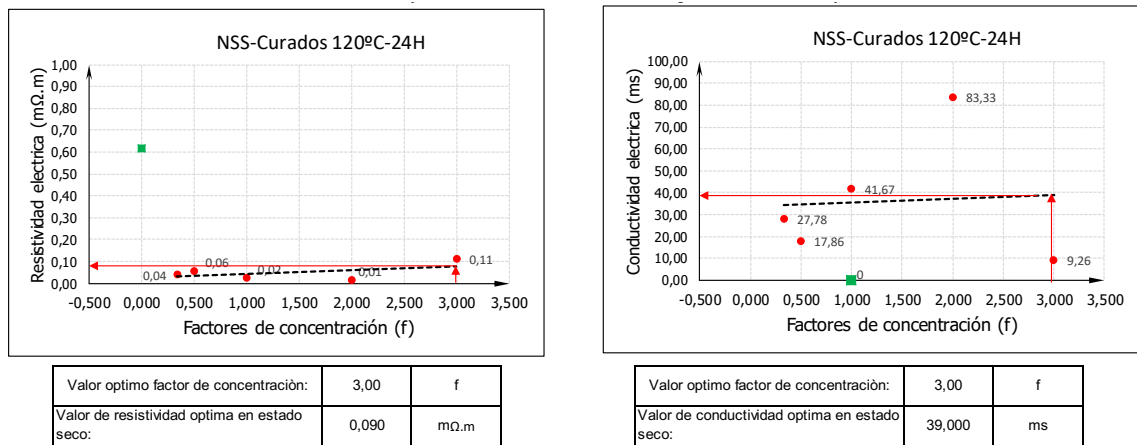 NSS-Curados 120ºC-24H
Resistividad electrica (mΩ.m)
1,00
0,90
0,80
0,70
0,60
0,50
0,40
0,30
0,20
0,10
0,00
0,04
0,06
0,02
0,01
0,11
-0,500 0,000 0,500 1,000 1,500 2,000 2,500 3,000 3,500
Factores de concentración (f)
Valor optimo factor de concentraciòn: 3,00 f
Valor de resistividad optima en estado
seco: 0,090 mΩ.m
NSS-Curados 120ºC-24H
Conductividad electrica (ms)
100,00
90,00
80,00
70,00
60,00
50,00
40,00
30,00
20,00
10,00
0,00
83,33
41,67
27,78
17,86
9,26
0
-0,500 0,000 0,500 1,000 1,500 2,000 2,500 3,000 3,500
Factores de concentración (f)
Valor optimo factor de concentraciòn: 3,00 f
Valor de conductividad optima en estado
seco: 39,000 ms